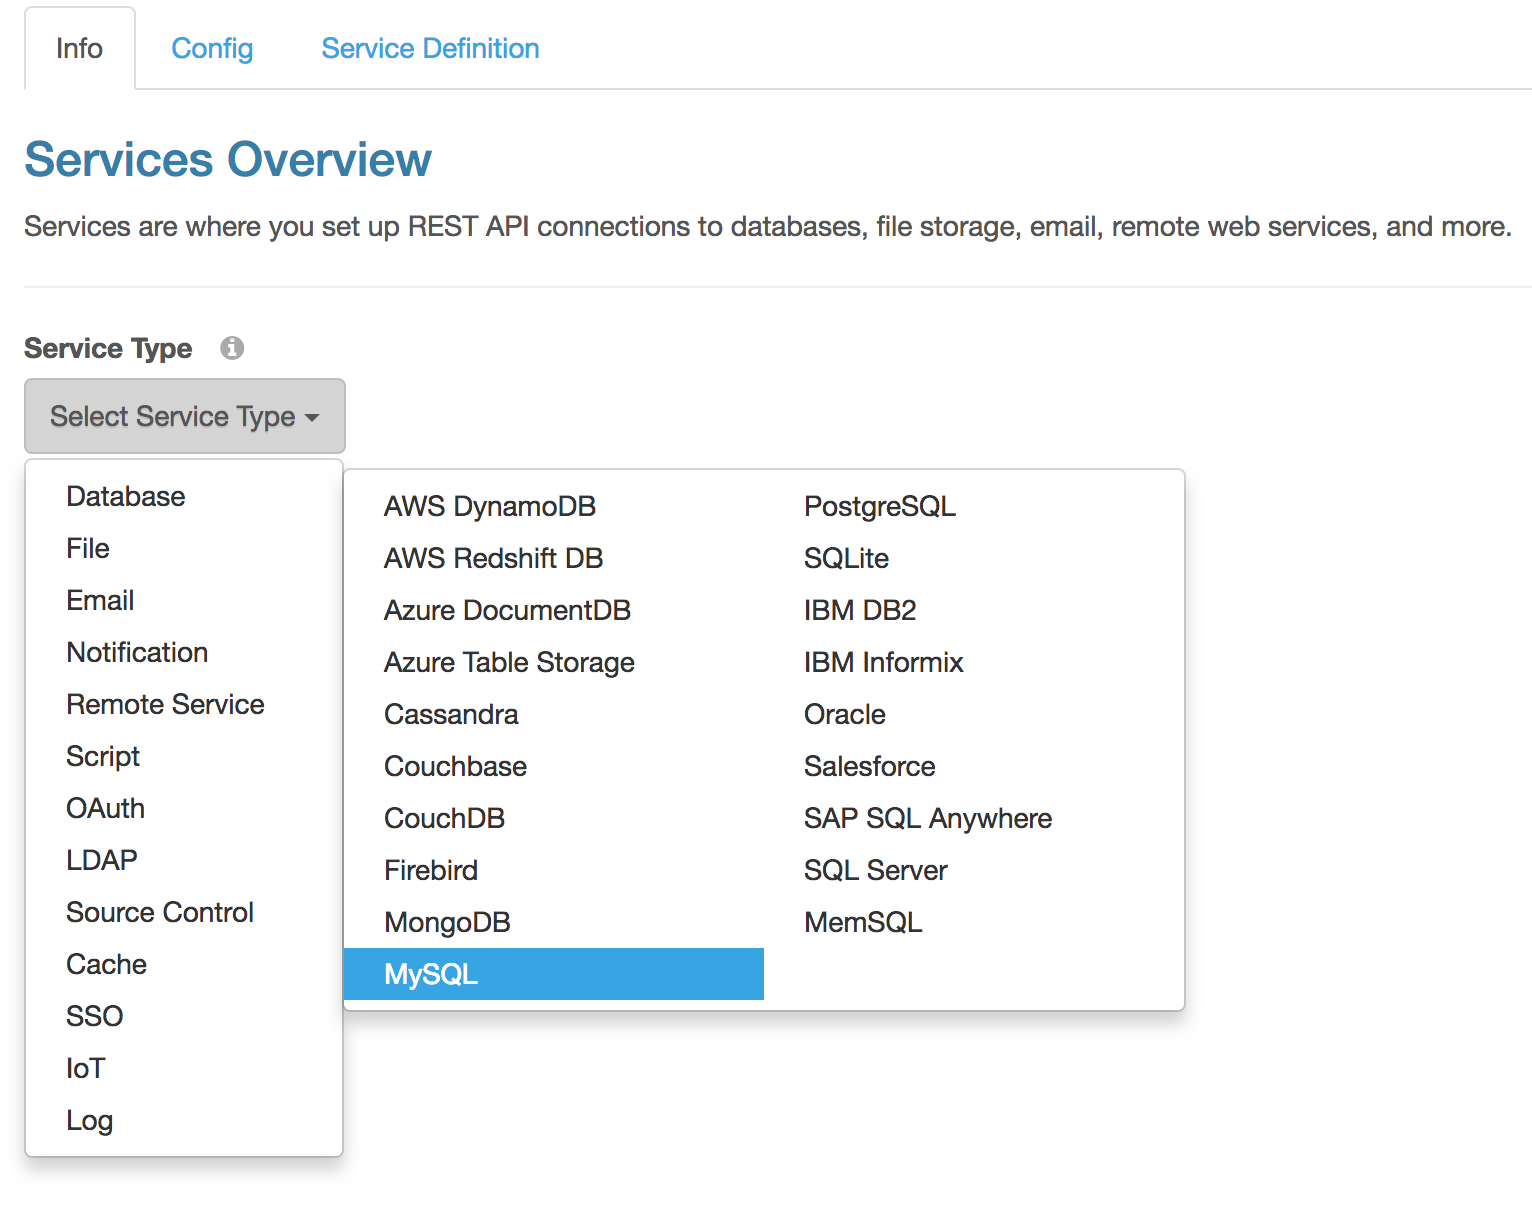 Info
Config
Service Definition
Services Overview
Services are where you set up REST API connections to databases, file storage, email, remote web services, and more.
Service Type
Select Service Type
Database
File
Email
Notification
Remote Service
Script
OAuth
LDAP
Source Control
Cache
SSO
IoT
Log
AWS DynamoDB
AWS Redshift DB
Azure DocumentDB
Azure Table Storage
Cassandra
Couchbase
CouchDB
Firebird
MongoDB
MySQL
PostgreSQL
SQLite
IBM DB2
IBM Informix
Oracle
Salesforce
SAP SQL Anywhere
SQL Server
MemSQL